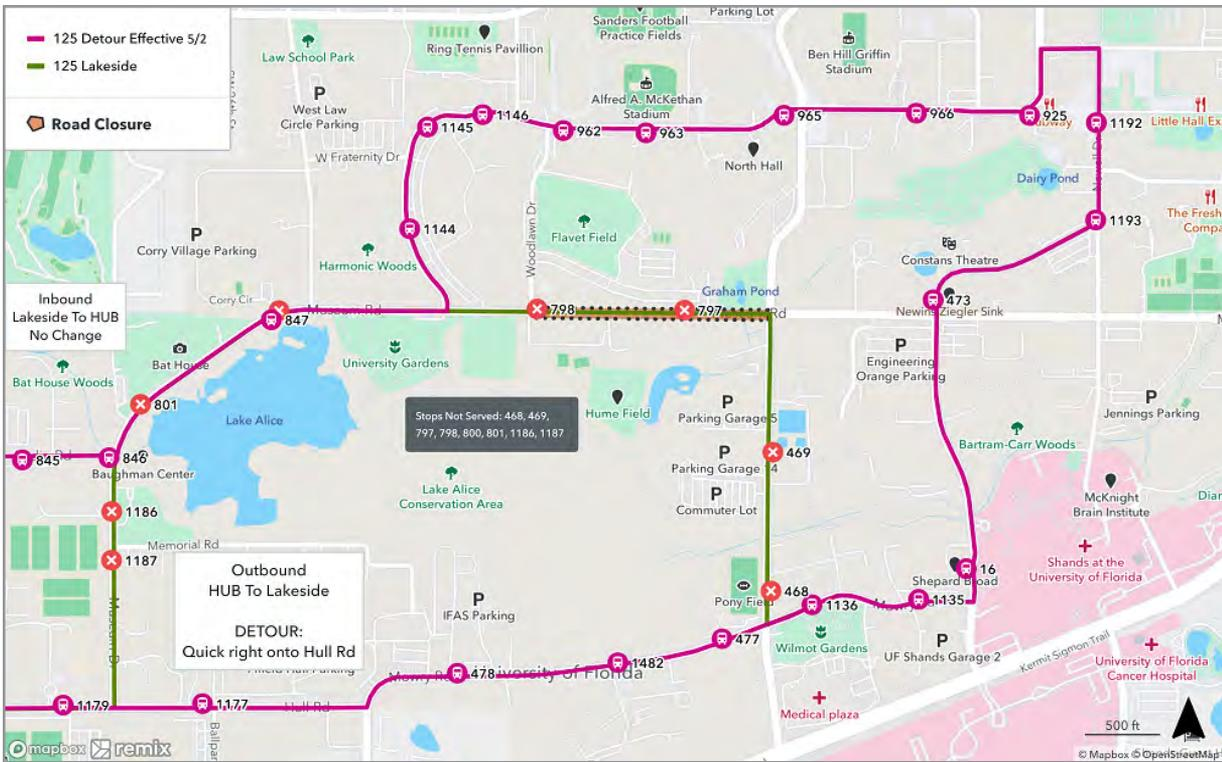 125 Detour Effective 5/2
125 Lakeside
Road Closure
Parking Lot
Sanders Football
Practice Fields
Ring Tennis Pavillion
Law School Park
Ben Hill Griffin
Stadium
P
West Law
Circle Parking
Alfred A. McKethan
Stadium
1146
1145
962
963
965
966
925
1192
Little Hall Ex
W Fraternity Dr
North Hall
Dairy Pond
Newell Dr
The Fresh
Compa
1193
1144
Woodlawn Dr
Flavet Field
P
Corry Village Parking
Harmonic Woods
Constans Theatre
Graham Pond
473
Newins Ziegler Sink
Inbound
Lakeside To HUB
No Change
Corry Cir
Museum Rd
798
797
Rd
847
Bat House
Bat House Woods
University Gardens
P
Engineering
Orange Parking
801
Lake Alice
Stops Not Served: 468, 469,
797, 798, 800, 801, 1186, 1187
Hume Field
P
Parking Garage 5
P
Jennings Parking
Bartram-Carr Woods
845
846
Baughman Center
469
P
Parking Garage 14
P
Commuter Lot
Lake Alice
Conservation Area
McKnight
Brain Institute
1186
Memorial Rd
1187
Outbound
HUB To Lakeside
DETOUR:
Quick right onto Hull Rd
P
IFAS Parking
Pony Field
468
16
Shepard Broad
Shands at the
University of Florida
1136
1135
477
Wilmot Gardens
P
UF Shands Garage 2
Kermit Sigmon Trail
University of Florida
Cancer Hospital
1482
478
University of Florida
Mowry Rd
Medical plaza
1179
1177
Hull Rd
500 ft
mapbox
remix
© Mapbox © OpenStreetMap